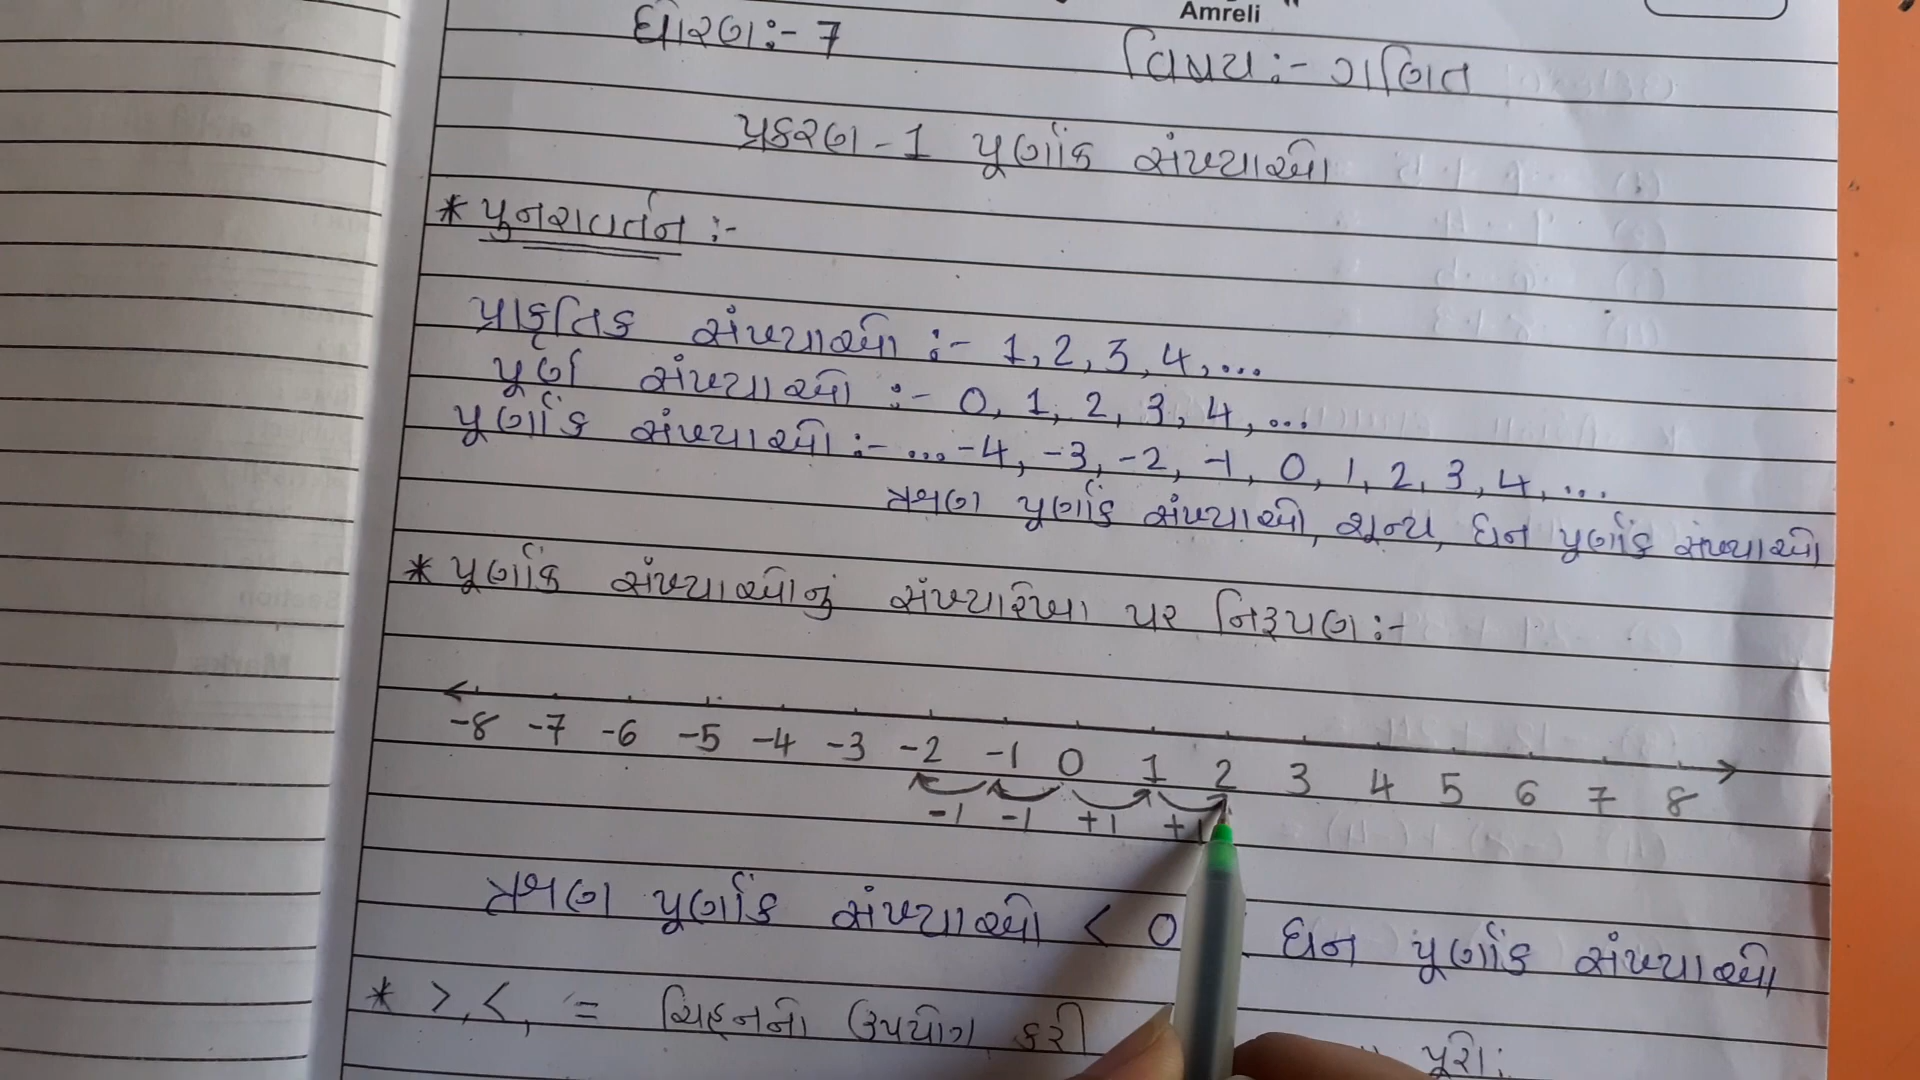 Amreli "
ધોરણ:- 7
વિષય:- ગણિત
પ્રકરણ - 1 પૂર્ણાંક સંખ્યાઓ
* પુનરાવર્તન :-
પ્રાકૃતિક સંખ્યાઓ :- 1, 2, 3, 4, ...
પૂર્ણ સંખ્યાઓ :- 0, 1, 2, 3, 4, ...
પૂર્ણાંક સંખ્યાઓ :- ... -4, -3, -2, -1, 0, 1, 2, 3, 4, ...
ઋણ પૂર્ણાંક સંખ્યાઓ, શૂન્ય, ધન પૂર્ણાંક સંખ્યાઓ
* પૂર્ણાંક સંખ્યાઓનું સંખ્યારેખા પર નિરૂપણ :-
-8 -7 -6 -5 -4 -3 -2 -1 0 1 2 3 4 5 6 7 8
-1 -1 +1 +1
ઋણ પૂર્ણાંક સંખ્યાઓ < 0 ધન પૂર્ણાંક સંખ્યાઓ
* >, <, = ચિહ્નનો ઉપયોગ કરી પૂરો: